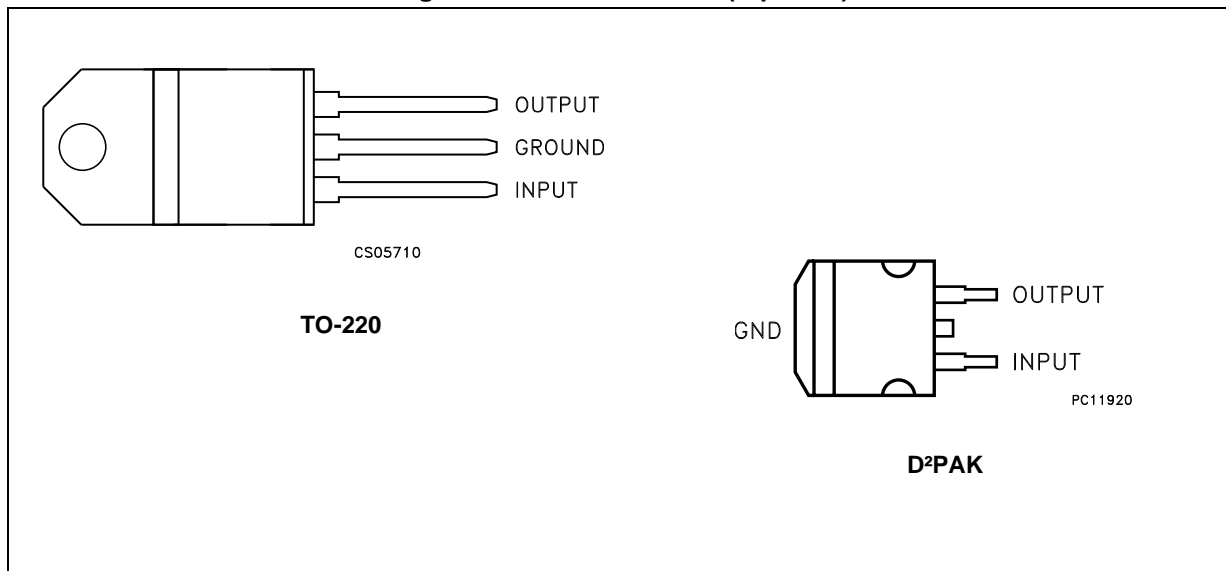 OUTPUT
GROUND
INPUT
CS05710
TO-220
GND
OUTPUT
INPUT
PC11920
D²PAK